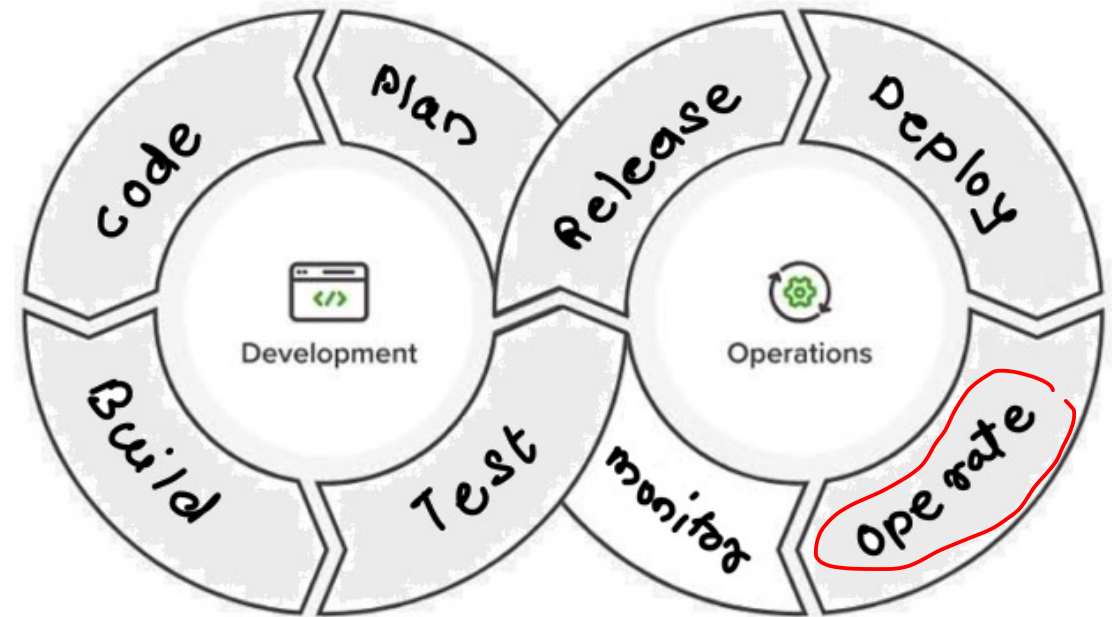 Plan
Code
Build
Test
Release
Deploy
Operate
monitor
</>
Development
Operations